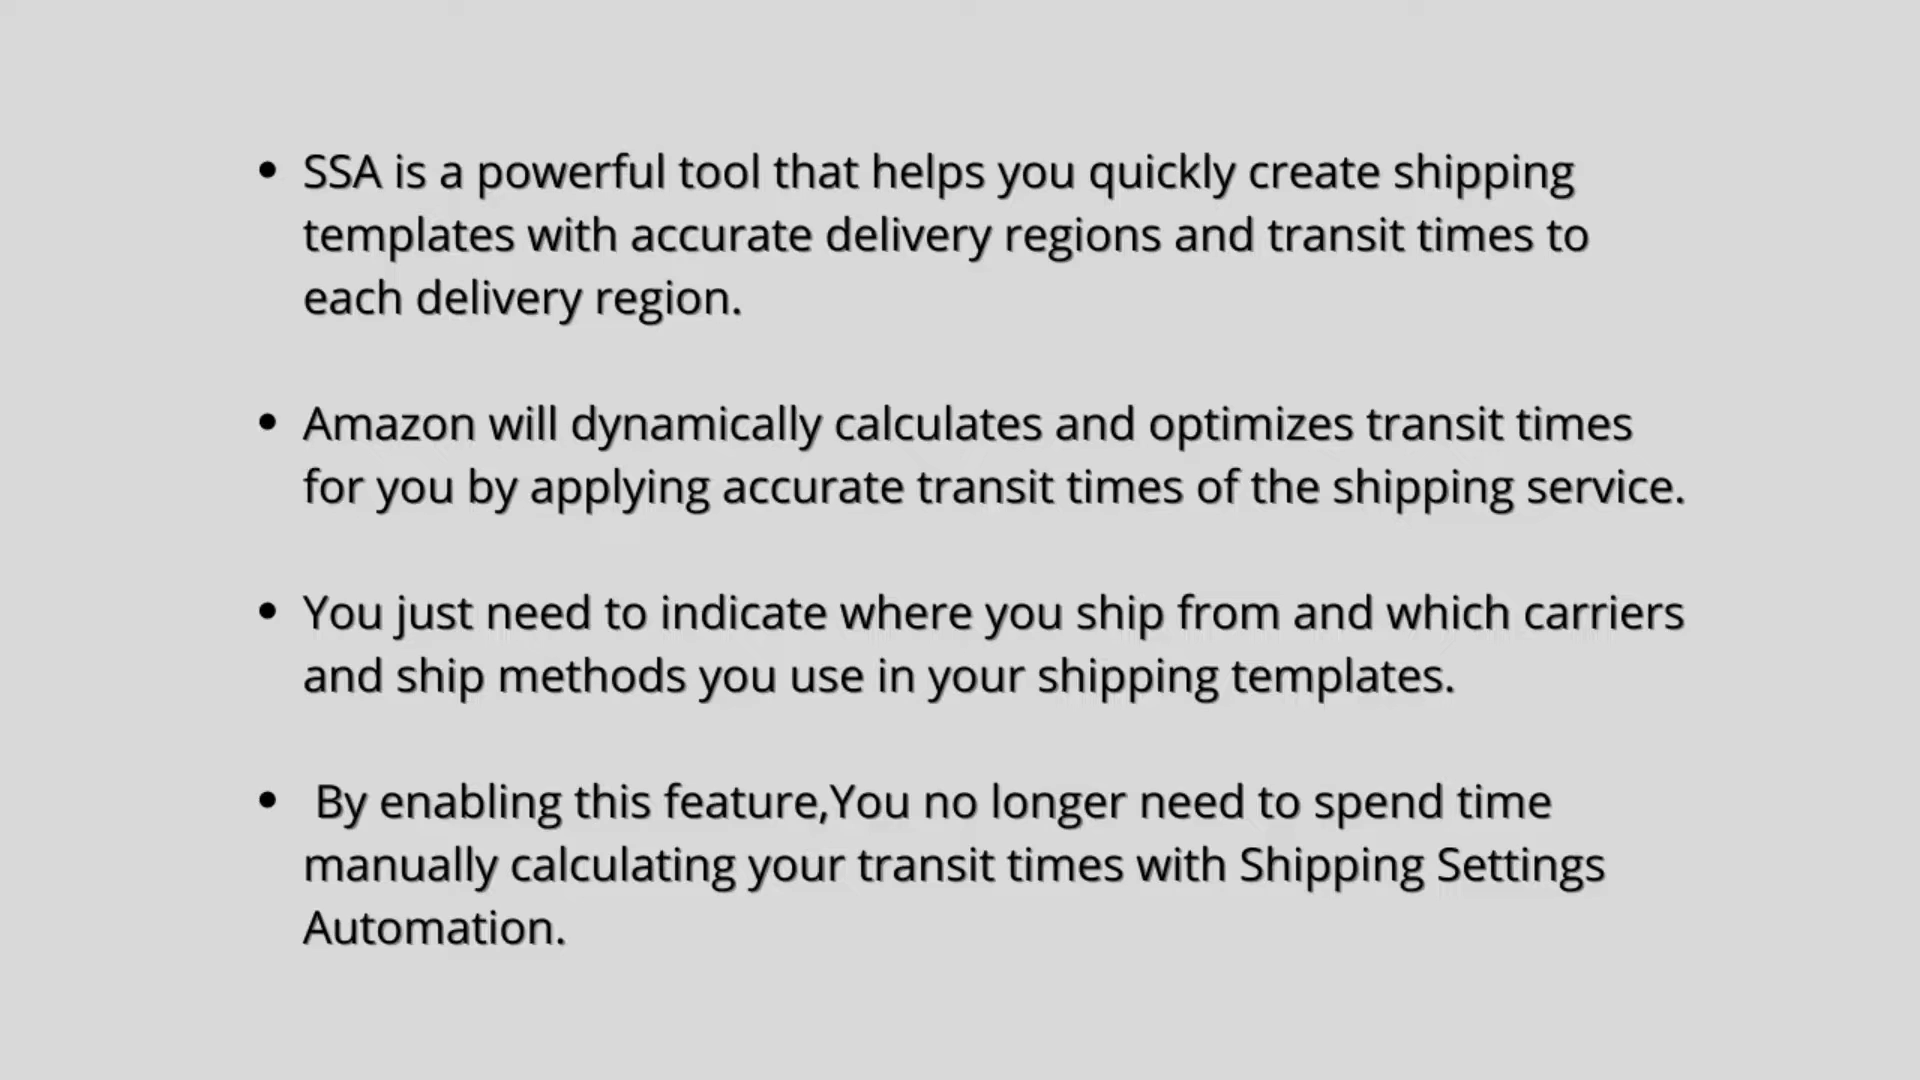 • SSA is a powerful tool that helps you quickly create shipping
templates with accurate delivery regions and transit times to
each delivery region.
• Amazon will dynamically calculates and optimizes transit times
for you by applying accurate transit times of the shipping service.
• You just need to indicate where you ship from and which carriers
and ship methods you use in your shipping templates.
• By enabling this feature,You no longer need to spend time
manually calculating your transit times with Shipping Settings
Automation.